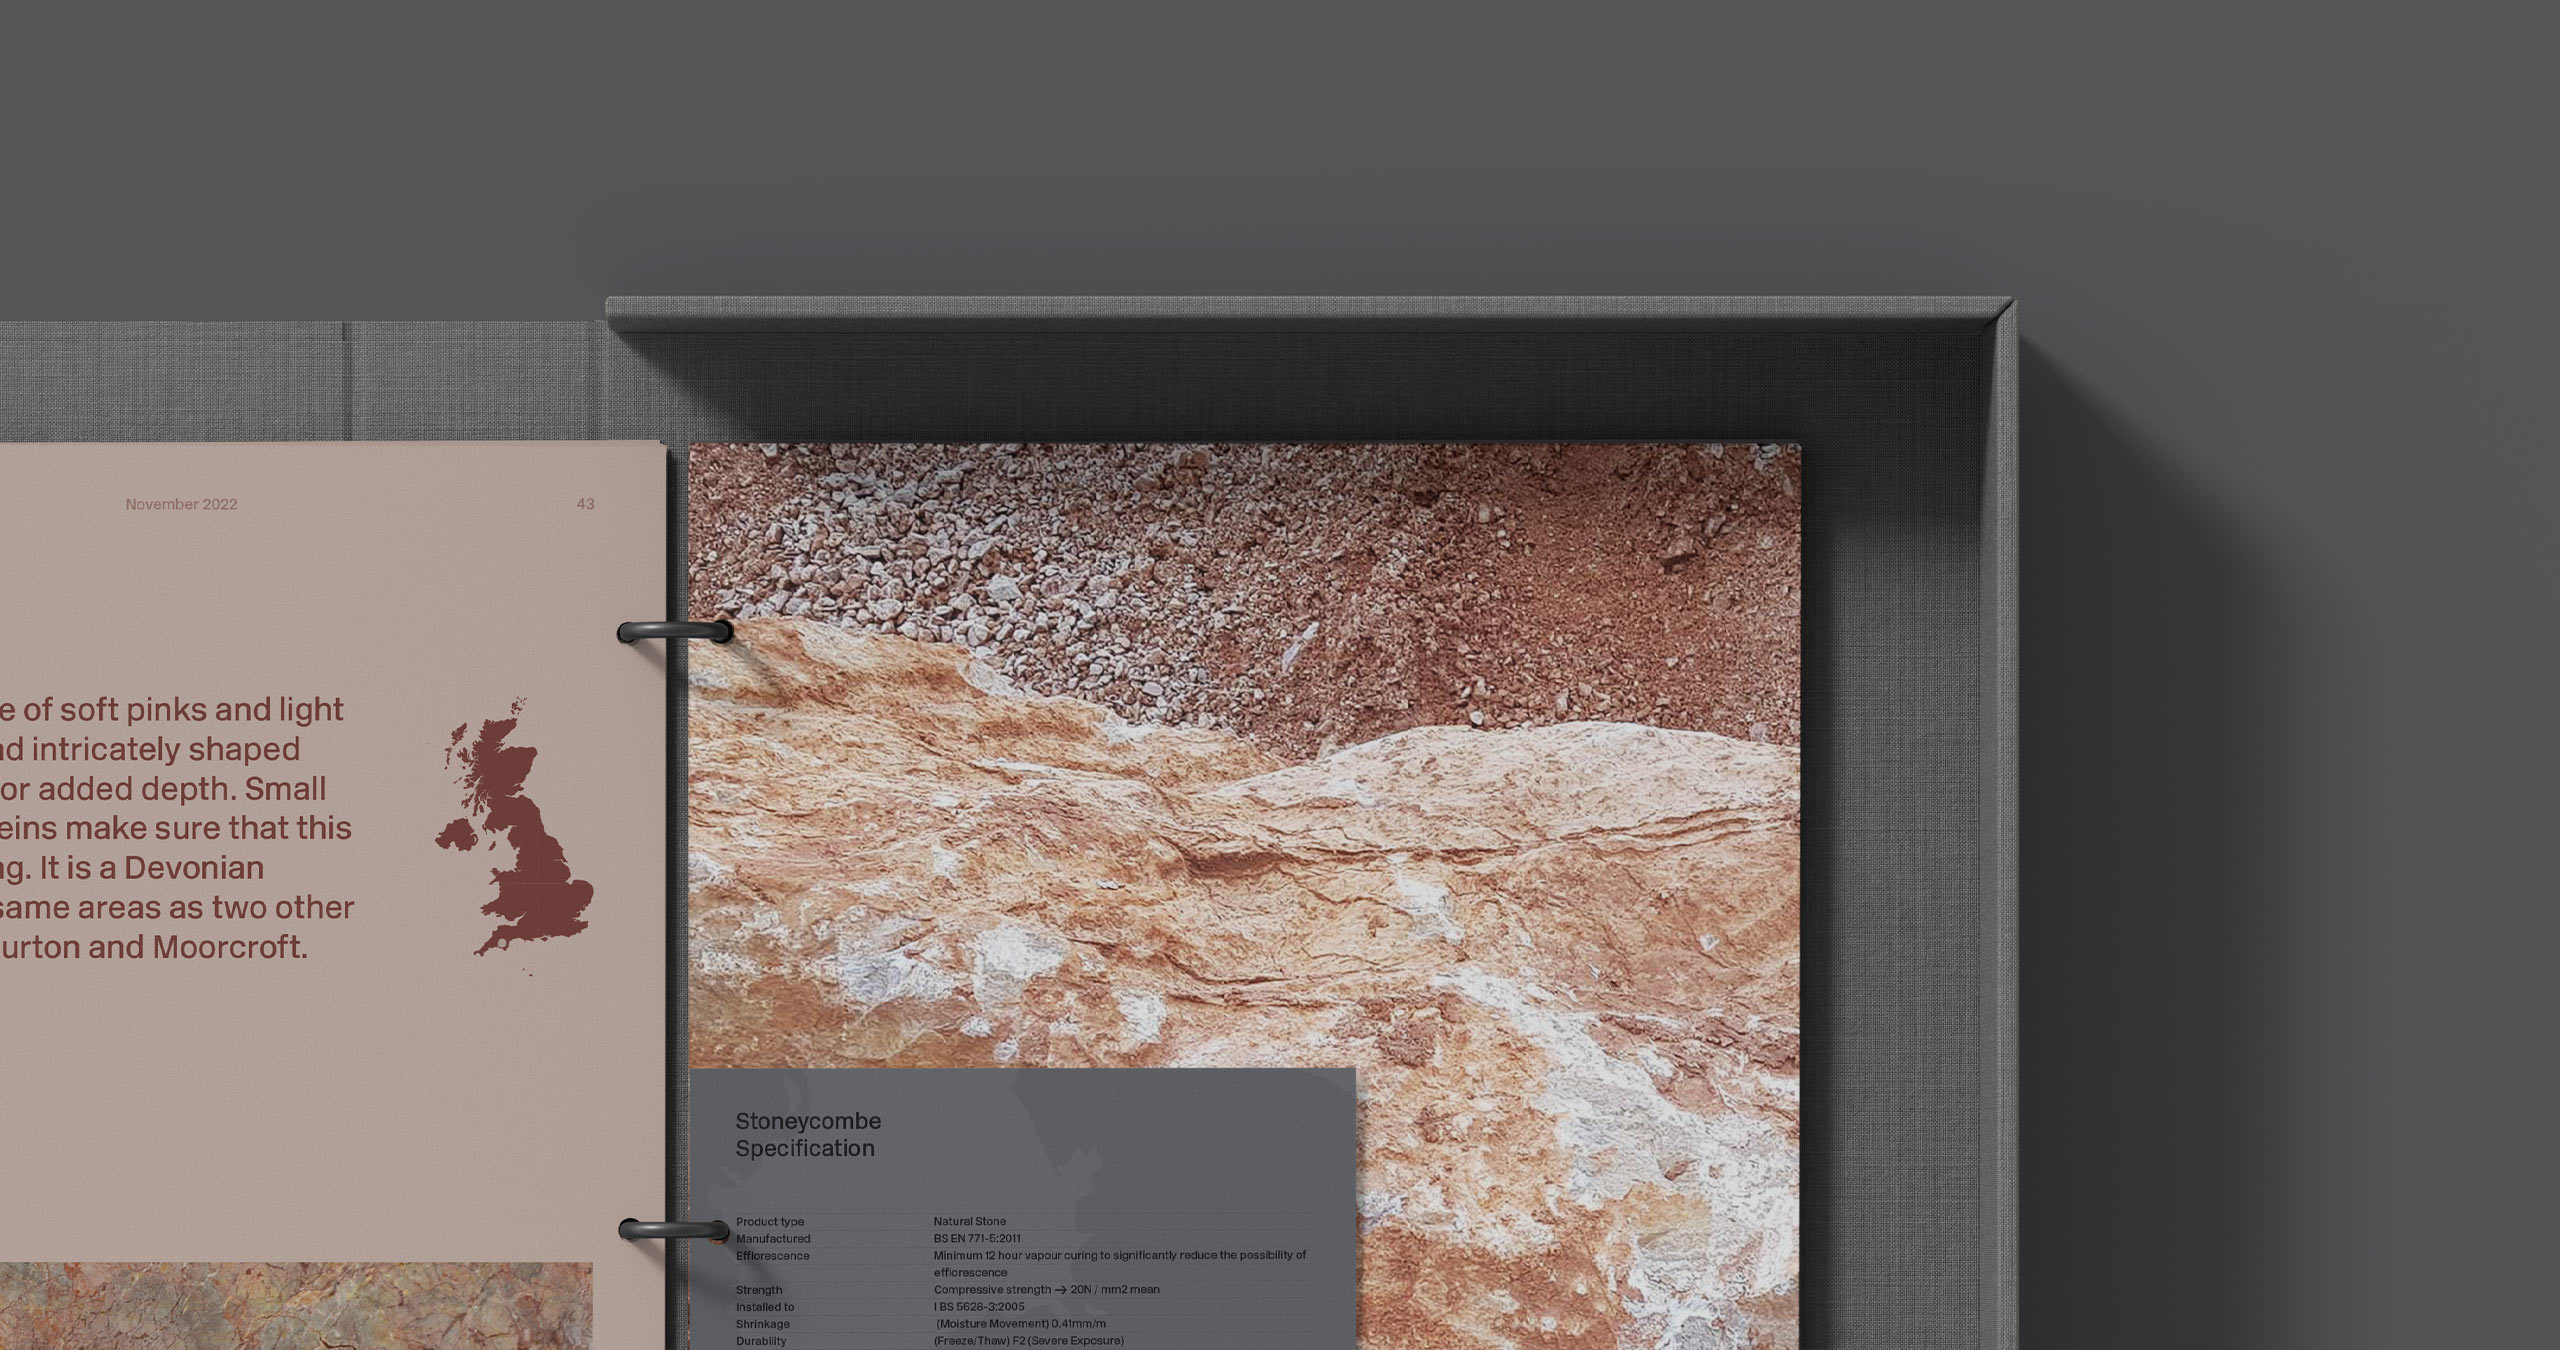 November 2022
43
e of soft pinks and light
nd intricately shaped
or added depth. Small
eins make sure that this
ng. It is a Devonian
same areas as two other
urton and Moorcroft.
Stoneycombe
Specification
Product type Natural Stone
Manufactured BS EN 771-5:2011
Efflorescence Minimum 12 hour vapour curing to significantly reduce the possibility of
efflorescence
Strength Compressive strength → 20N / mm2 mean
Installed to I BS 5628-3:2005
Shrinkage (Moisture Movement) 0.41mm/m
Durability (Freeze/Thaw) F2 (Severe Exposure)